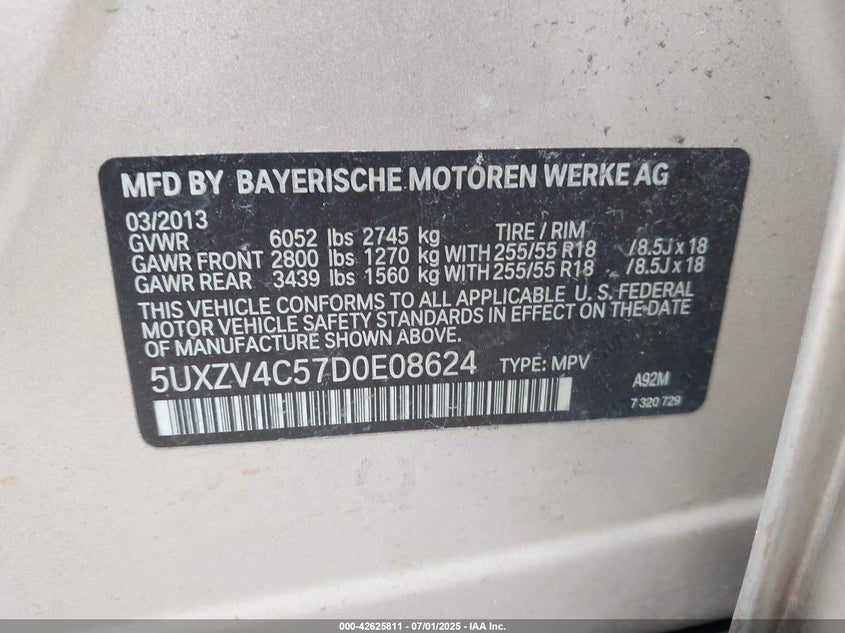 MFD BY BAYERISCHE MOTOREN WERKE AG
03/2013 TIRE / RIM
GVWR 6052 lbs 2745 kg
GAWR FRONT 2800 lbs 1270 kg WITH 255/55 R18 /8.5J x 18
GAWR REAR 3439 lbs 1560 kg WITH 255/55 R18 /8.5J x 18
THIS VEHICLE CONFORMS TO ALL APPLICABLE U. S. FEDERAL
MOTOR VEHICLE SAFETY STANDARDS IN EFFECT ON THE DATE
OF MANUFACTURE SHOWN ABOVE.
5UXZV4C57D0E08624 TYPE: MPV
A92M
7 320 729
000-42625811 - 07/01/2025 - IAA Inc.